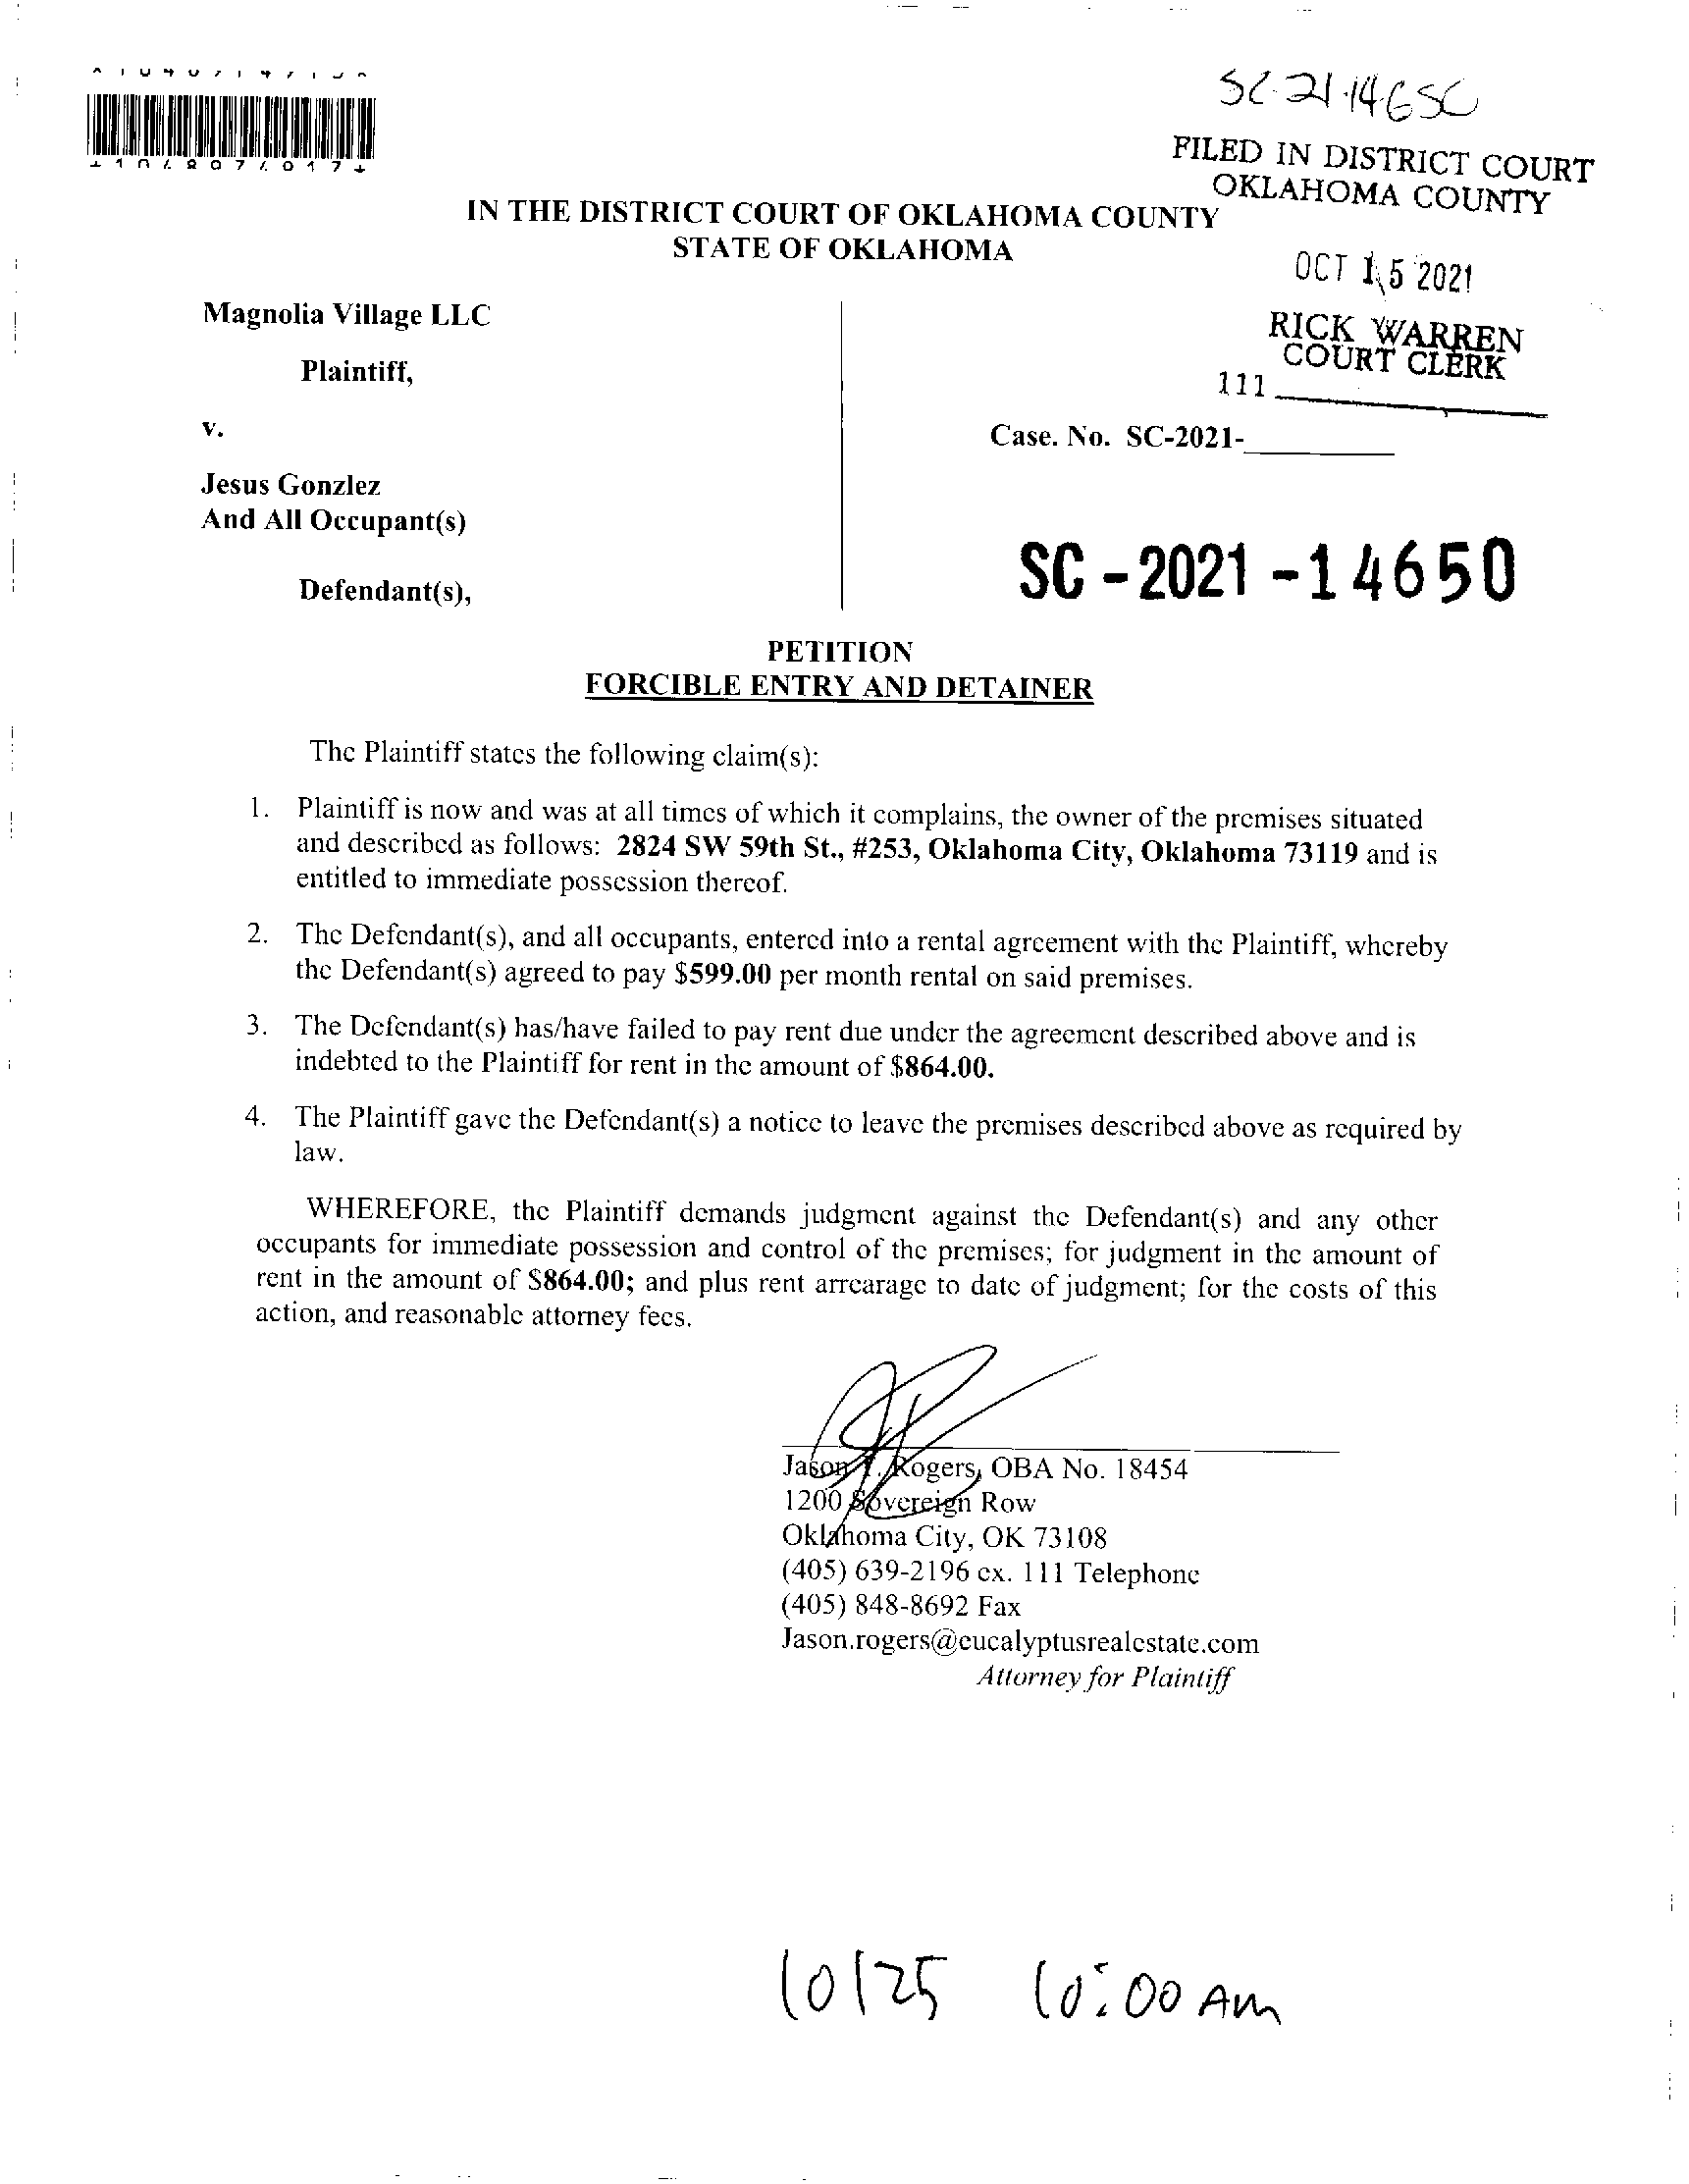 SC-21-14650
FILED IN DISTRICT COURT
OKLAHOMA COUNTY
IN THE DISTRICT COURT OF OKLAHOMA COUNTY
STATE OF OKLAHOMA
OCT 15 2021
RICK WARREN
COURT CLERK
111
Magnolia Village LLC
Plaintiff,
v.
Case. No. SC-2021-
Jesus Gonzlez
And All Occupant(s)
Defendant(s),
SC-2021-14650
PETITION
FORCIBLE ENTRY AND DETAINER
The Plaintiff states the following claim(s):
1. Plaintiff is now and was at all times of which it complains, the owner of the premises situated
and described as follows: 2824 SW 59th St., #253, Oklahoma City, Oklahoma 73119 and is
entitled to immediate possession thereof.
2. The Defendant(s), and all occupants, entered into a rental agreement with the Plaintiff, whereby
the Defendant(s) agreed to pay $599.00 per month rental on said premises.
3. The Defendant(s) has/have failed to pay rent due under the agreement described above and is
indebted to the Plaintiff for rent in the amount of $864.00.
4. The Plaintiff gave the Defendant(s) a notice to leave the premises described above as required by
law.
WHEREFORE, the Plaintiff demands judgment against the Defendant(s) and any other
occupants for immediate possession and control of the premises; for judgment in the amount of
rent in the amount of $864.00; and plus rent arrearage to date of judgment; for the costs of this
action, and reasonable attorney fees.
Jason Rogers, OBA No. 18454
1200 Sovereign Row
Oklahoma City, OK 73108
(405) 639-2196 ex. 111 Telephone
(405) 848-8692 Fax
Jason.rogers@eucalyptusrealestate.com
Attorney for Plaintiff
10/25 10:00 AM